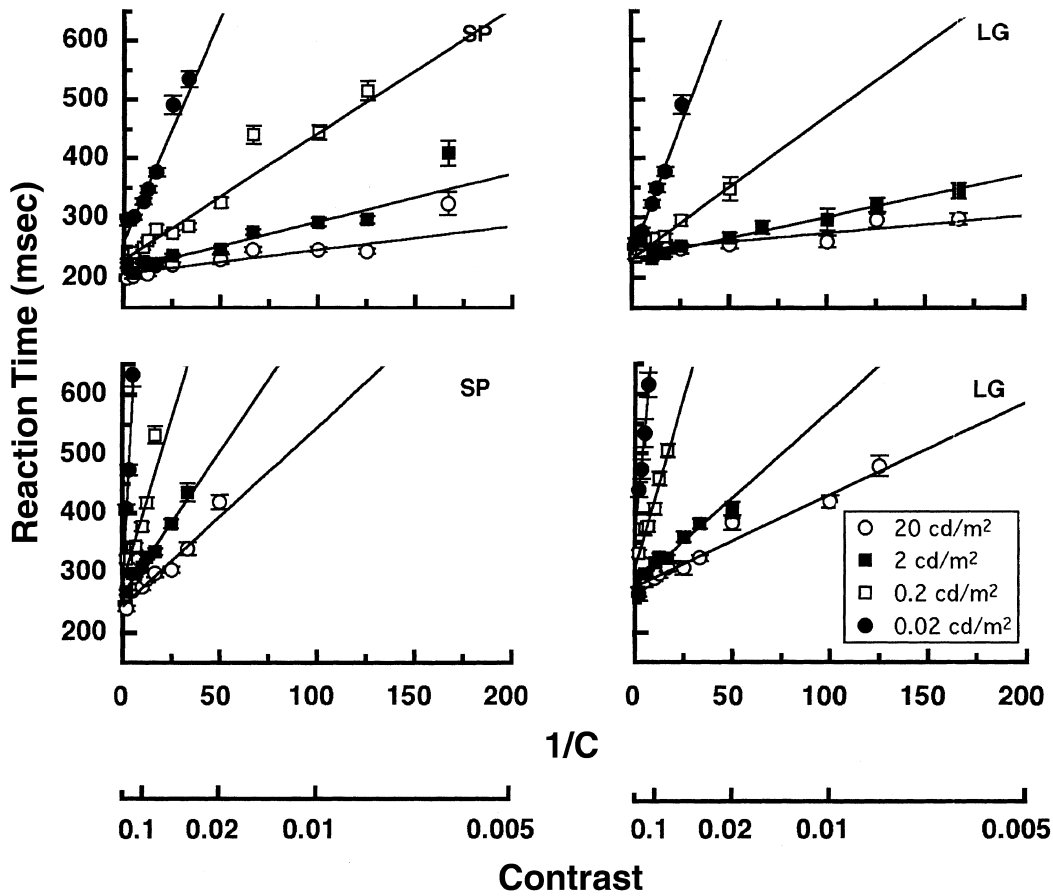 600
500
400
300
200
SP
LG
Reaction Time (msec)
600
500
400
300
200
SP
LG
20 cd/m²
2 cd/m²
0.2 cd/m²
0.02 cd/m²
0 50 100 150 200
0 50 100 150 200
1/C
0.1 0.02 0.01 0.005
0.1 0.02 0.01 0.005
Contrast